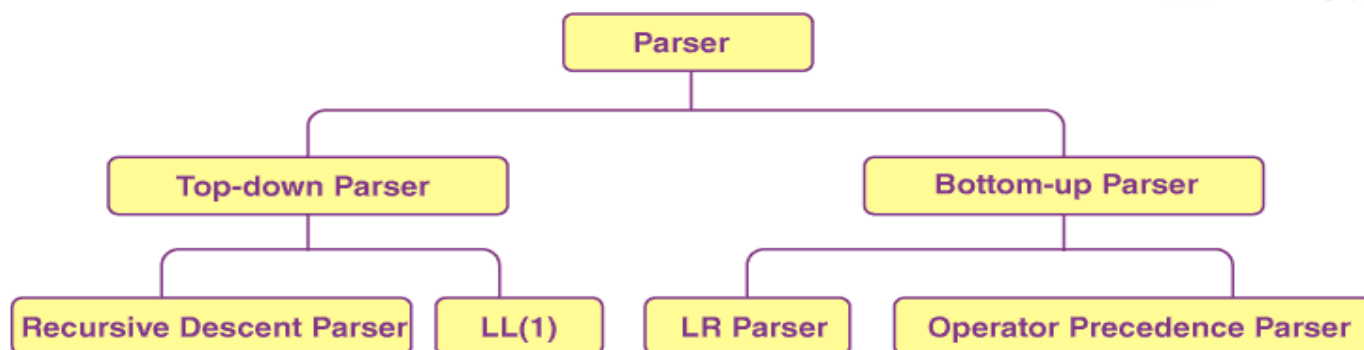 Parser
Top-down Parser
Bottom-up Parser
Recursive Descent Parser
LL(1)
LR Parser
Operator Precedence Parser